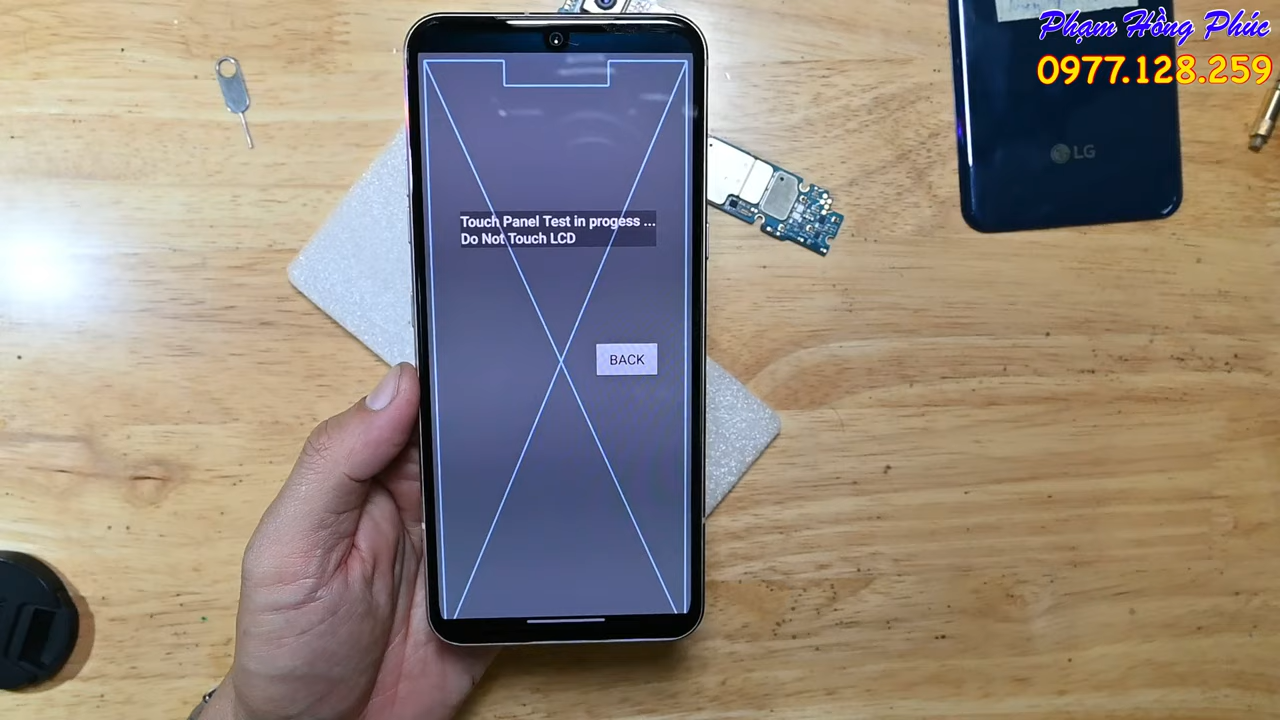 Phạm Hồng Phúc
0977.128.259
LG
Touch Panel Test in progess ...
Do Not Touch LCD
BACK